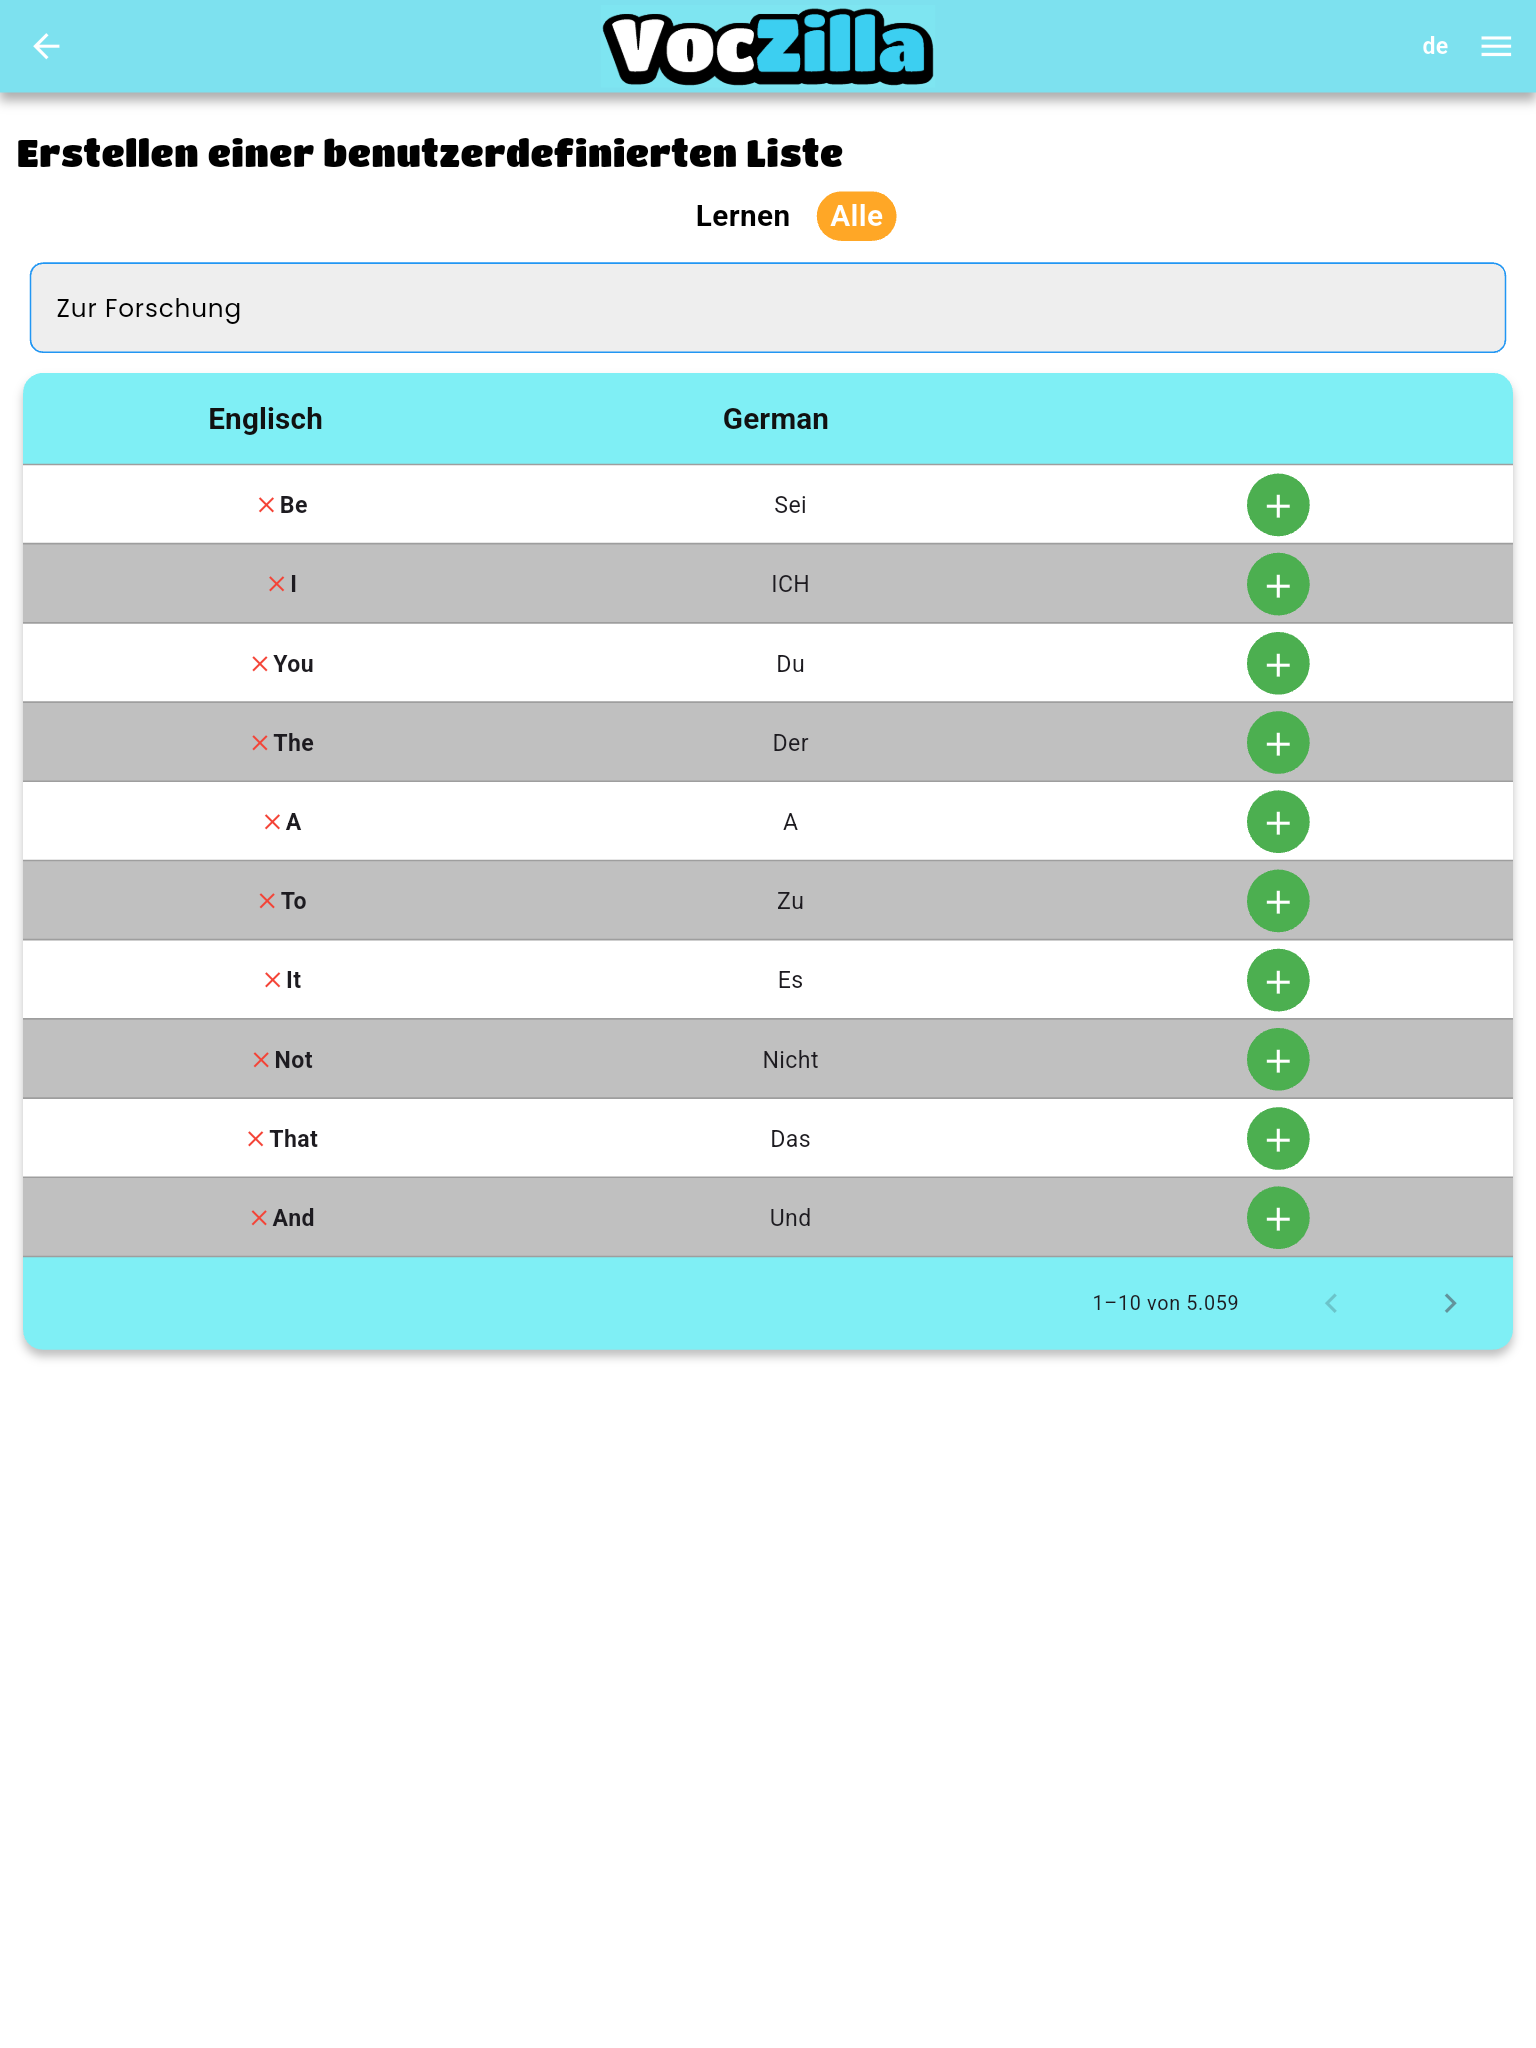 VocZilla
de
Erstellen einer benutzerdefinierten Liste
Lernen Alle
Zur Forschung
Englisch German
Be Sei
I ICH
You Du
The Der
A A
To Zu
It Es
Not Nicht
That Das
And Und
1–10 von 5.059